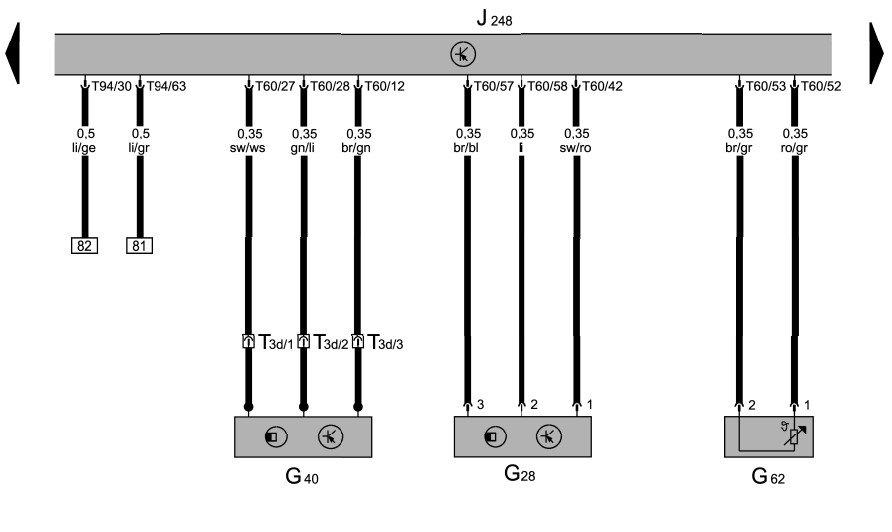 J 248
T94/30 T94/63 T60/27 T60/28 T60/12 T60/57 T60/58 T60/42 T60/53 T60/52
0,5 0,5 0,35 0,35 0,35 0,35 0,35 0,35 0,35 0,35
li/ge li/gr sw/ws gn/li br/gn br/bl sw/ro br/gr ro/gr
82 81
T3d/1 T3d/2 T3d/3
3 2 1 2 1
ϑ
G40 G28 G62